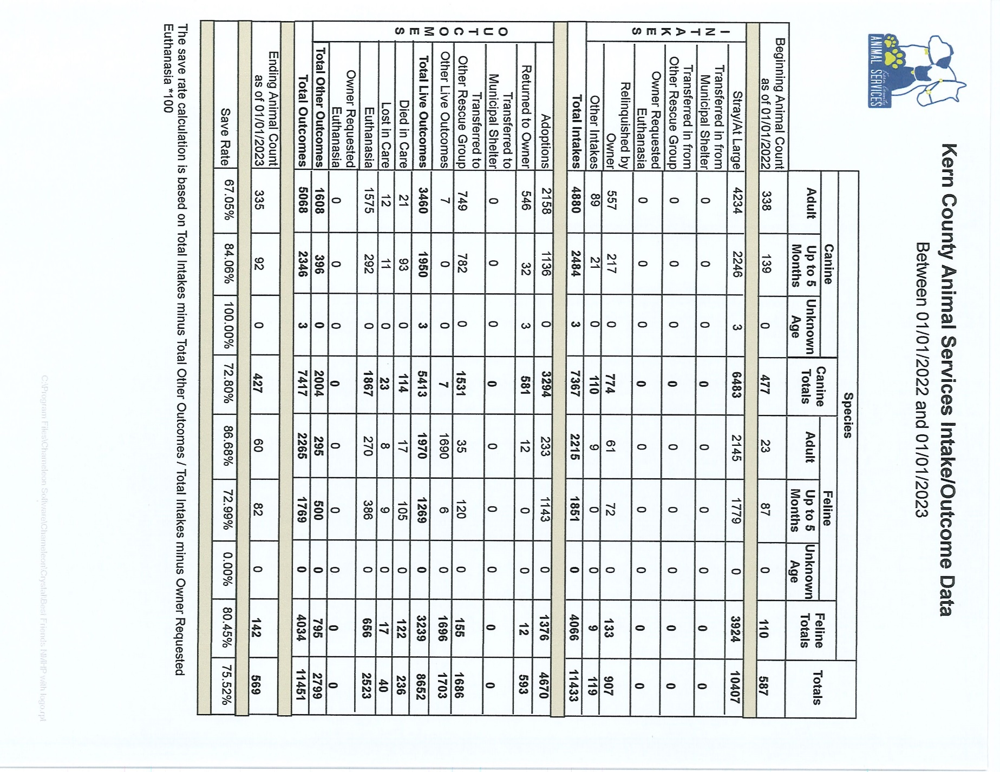 Kern County
ANIMAL SERVICES
Kern County Animal Services Intake/Outcome Data
Between 01/01/2022 and 01/01/2023
Species
Canine Canine Totals Feline Feline Totals Totals
Adult Up to 5 Months Unknown Age Adult Up to 5 Months Unknown Age
Beginning Animal Count as of 01/01/2022 338 139 0 477 23 87 0 110 587
INTAKES
Stray/At Large 4234 2246 3 6483 2145 1779 0 3924 10407
Transferred in from Municipal Shelter 0 0 0 0 0 0 0 0 0
Transferred in from Other Rescue Group 0 0 0 0 0 0 0 0 0
Owner Requested Euthanasia 0 0 0 0 0 0 0 0 0
Relinquished by Owner 557 217 0 774 61 72 0 133 907
Other Intakes 89 21 0 110 9 0 0 9 119
Total Intakes 4880 2484 3 7367 2215 1851 0 4066 11433
OUTCOMES
Adoptions 2158 1136 0 3294 233 1143 0 1376 4670
Returned to Owner 546 32 3 581 12 0 0 12 593
Transferred to Municipal Shelter 0 0 0 0 0 0 0 0 0
Transferred to Other Rescue Group 749 782 0 1531 35 120 0 155 1686
Other Live Outcomes 7 0 0 7 1690 6 0 1696 1703
Total Live Outcomes 3460 1950 3 5413 1970 1269 0 3239 8652
Died in Care 21 93 0 114 17 105 0 122 236
Lost in Care 12 11 0 23 8 9 0 17 40
Euthanasia 1575 292 0 1867 270 386 0 656 2523
Owner Requested Euthanasia 0 0 0 0 0 0 0 0 0
Total Other Outcomes 1608 396 0 2004 295 500 0 795 2799
Total Outcomes 5068 2346 3 7417 2265 1769 0 4034 11451
Ending Animal Count as of 01/01/2023 335 92 0 427 60 82 0 142 569
Save Rate 67.05% 84.06% 100.00% 72.80% 86.68% 72.99% 0.00% 80.45% 75.52%
The save rate calculation is based on Total Intakes minus Total Other Outcomes / Total Intakes minus Owner Requested
Euthanasia *100
C:\Program Files\Chameleon Software\Chameleon\Crystal\Best Friends NMHP with logo.rpt